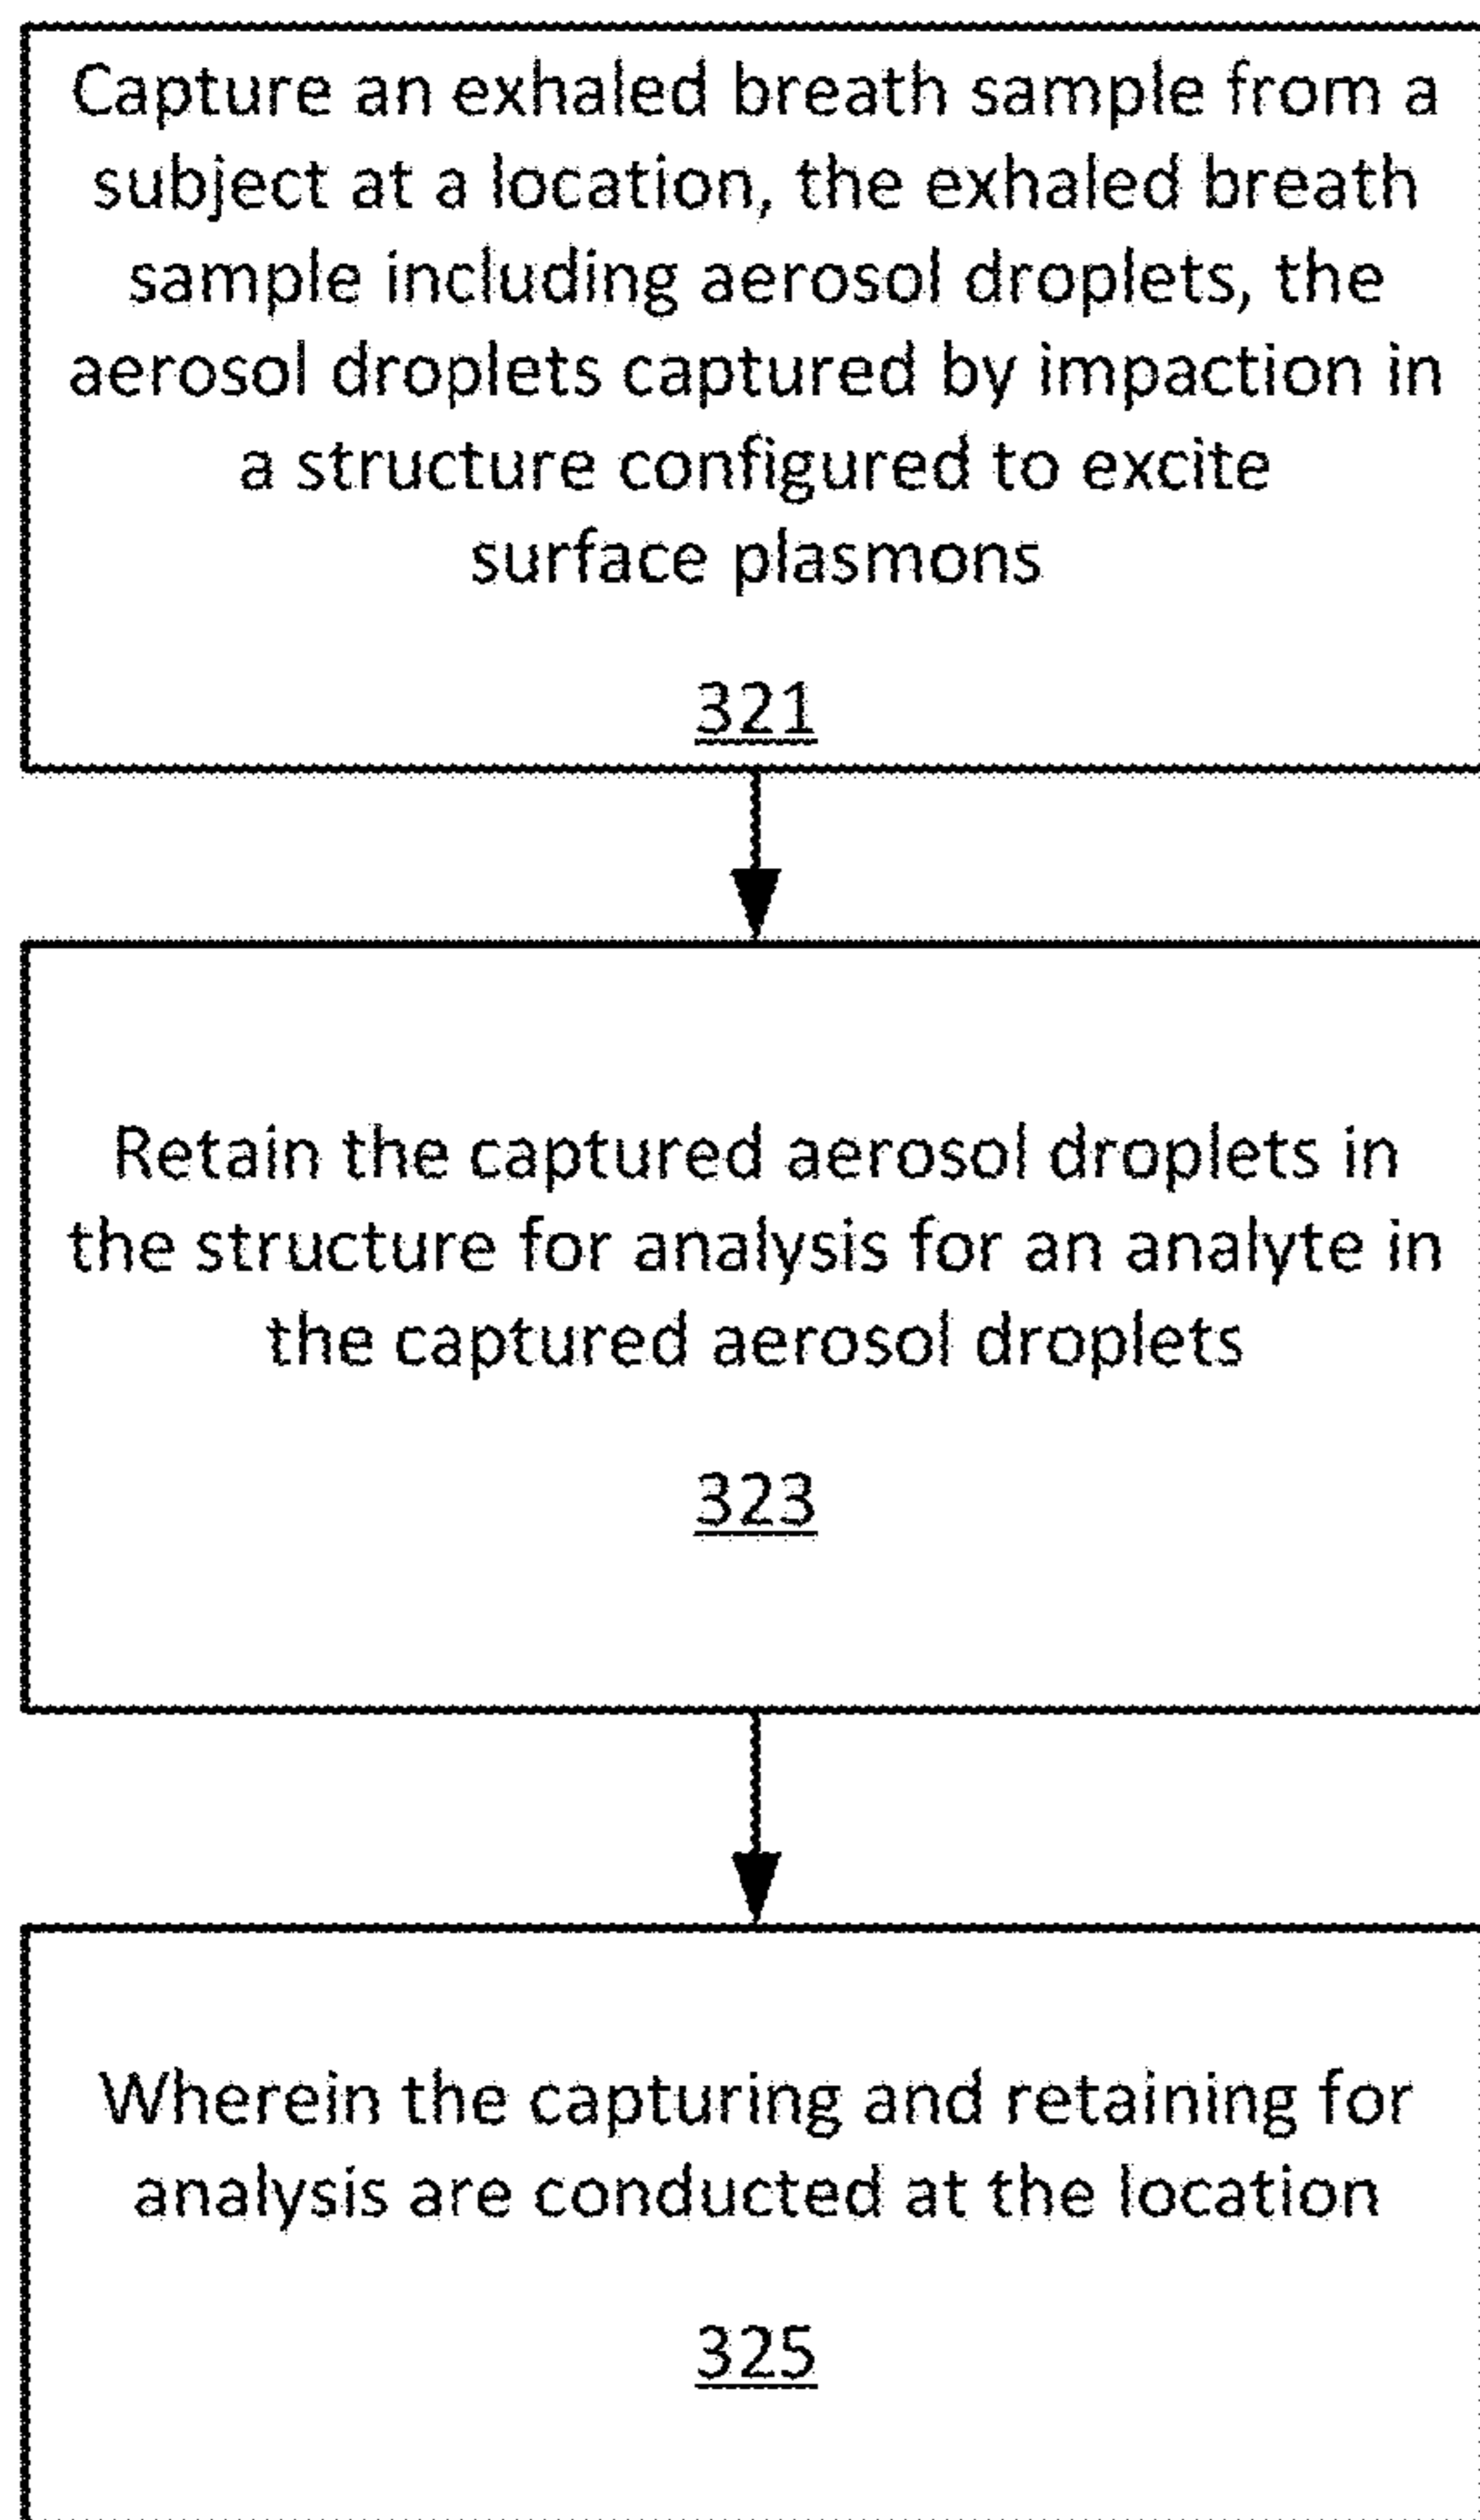 Capture an exhaled breath sample from a
subject at a location, the exhaled breath
sample including aerosol droplets, the
aerosol droplets captured by impaction in
a structure configured to excite
surface plasmons
321
Retain the captured aerosol droplets in
the structure for analysis for an analyte in
the captured aerosol droplets
323
Wherein the capturing and retaining for
analysis are conducted at the location
325